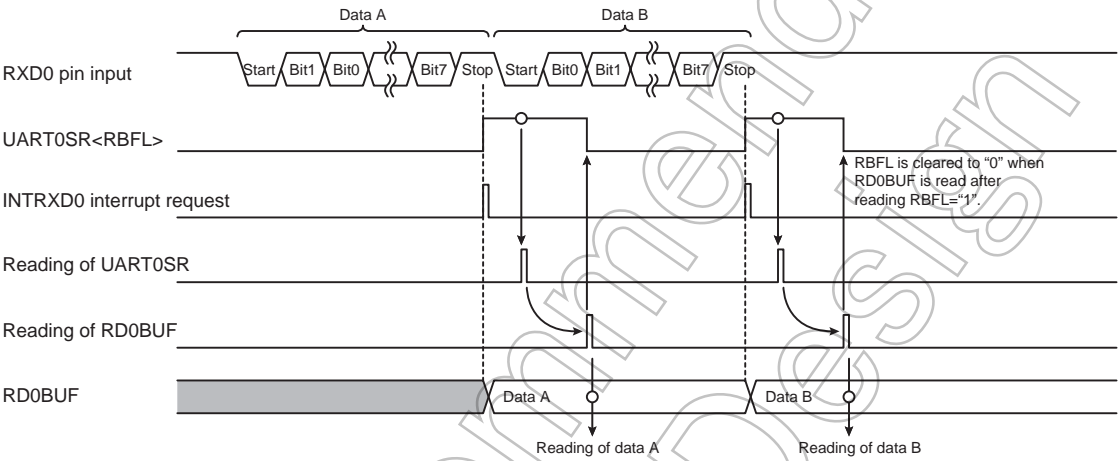 Data A
Data B
RXD0 pin input
Start Bit1 Bit0 Bit7 Stop Start Bit0 Bit1 Bit7 Stop
UART0SR<RBFL>
RBFL is cleared to “0” when
RD0BUF is read after
reading RBFL=“1”.
INTRXD0 interrupt request
Reading of UART0SR
Reading of RD0BUF
RD0BUF
Data A
Data B
Reading of data A
Reading of data B